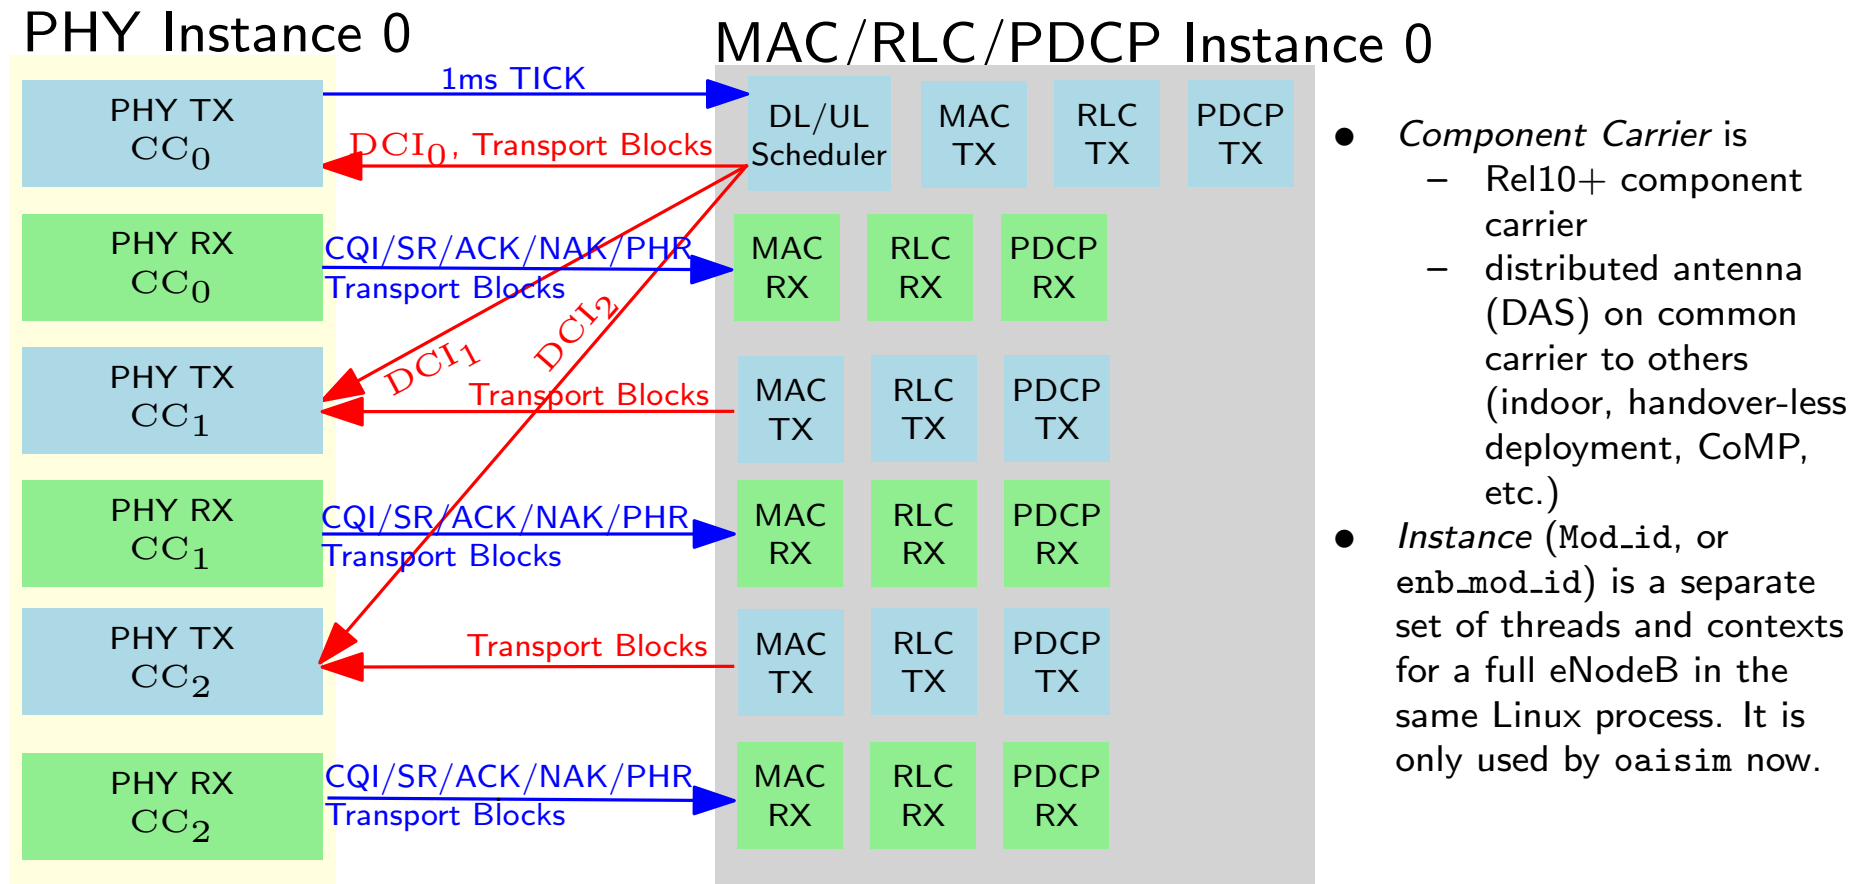 PHY Instance 0
MAC/RLC/PDCP Instance 0
PHY TX
CC0
1ms TICK
DCI0, Transport Blocks
DL/UL
Scheduler
MAC
TX
RLC
TX
PDCP
TX
PHY RX
CC0
CQI/SR/ACK/NAK/PHR
Transport Blocks
MAC
RX
RLC
RX
PDCP
RX
DCI1
DCI2
PHY TX
CC1
Transport Blocks
MAC
TX
RLC
TX
PDCP
TX
PHY RX
CC1
CQI/SR/ACK/NAK/PHR
Transport Blocks
MAC
RX
RLC
RX
PDCP
RX
PHY TX
CC2
Transport Blocks
MAC
TX
RLC
TX
PDCP
TX
PHY RX
CC2
CQI/SR/ACK/NAK/PHR
Transport Blocks
MAC
RX
RLC
RX
PDCP
RX
● Component Carrier is
– Rel10+ component
carrier
– distributed antenna
(DAS) on common
carrier to others
(indoor, handover-less
deployment, CoMP,
etc.)
● Instance (Mod_id, or
enb_mod_id) is a separate
set of threads and contexts
for a full eNodeB in the
same Linux process. It is
only used by oaisim now.